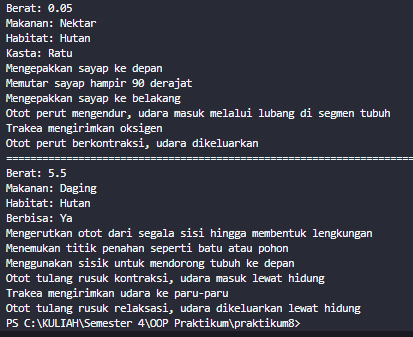 Berat: 0.05
Makanan: Nektar
Habitat: Hutan
Kasta: Ratu
Mengepakkan sayap ke depan
Memutar sayap hampir 90 derajat
Mengepakkan sayap ke belakang
Otot perut mengendur, udara masuk melalui lubang di segmen tubuh
Trakea mengirimkan oksigen
Otot perut berkontraksi, udara dikeluarkan
====================================================================
Berat: 5.5
Makanan: Daging
Habitat: Hutan
Berbisa: Ya
Mengerutkan otot dari segala sisi hingga membentuk lengkungan
Menemukan titik penahan seperti batu atau pohon
Menggunakan sisik untuk mendorong tubuh ke depan
Otot tulang rusuk kontraksi, udara masuk lewat hidung
Trakea mengirimkan udara ke paru-paru
Otot tulang rusuk relaksasi, udara dikeluarkan lewat hidung
PS C:\KULIAH\Semester 4\OOP Praktikum\praktikum8>